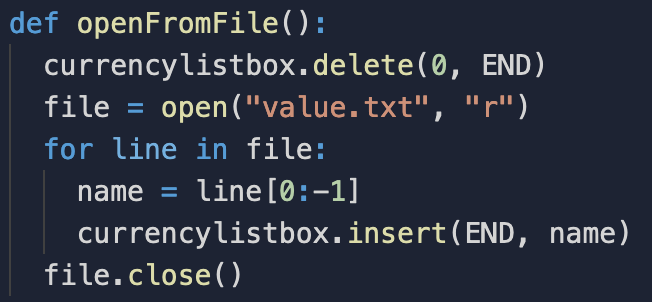 def openFromFile():
  currencylistbox.delete(0, END)
  file = open("value.txt", "r")
  for line in file:
    name = line[0:-1]
    currencylistbox.insert(END, name)
  file.close()